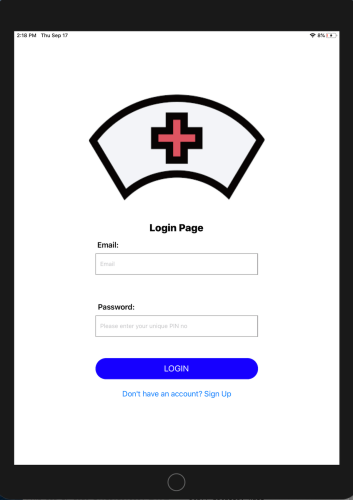 2:18 PM Thu Sep 17 8%
Login Page
Email:
Email
Password:
Please enter your unique PIN ne
LOGIN
Don't have an account? Sign Up